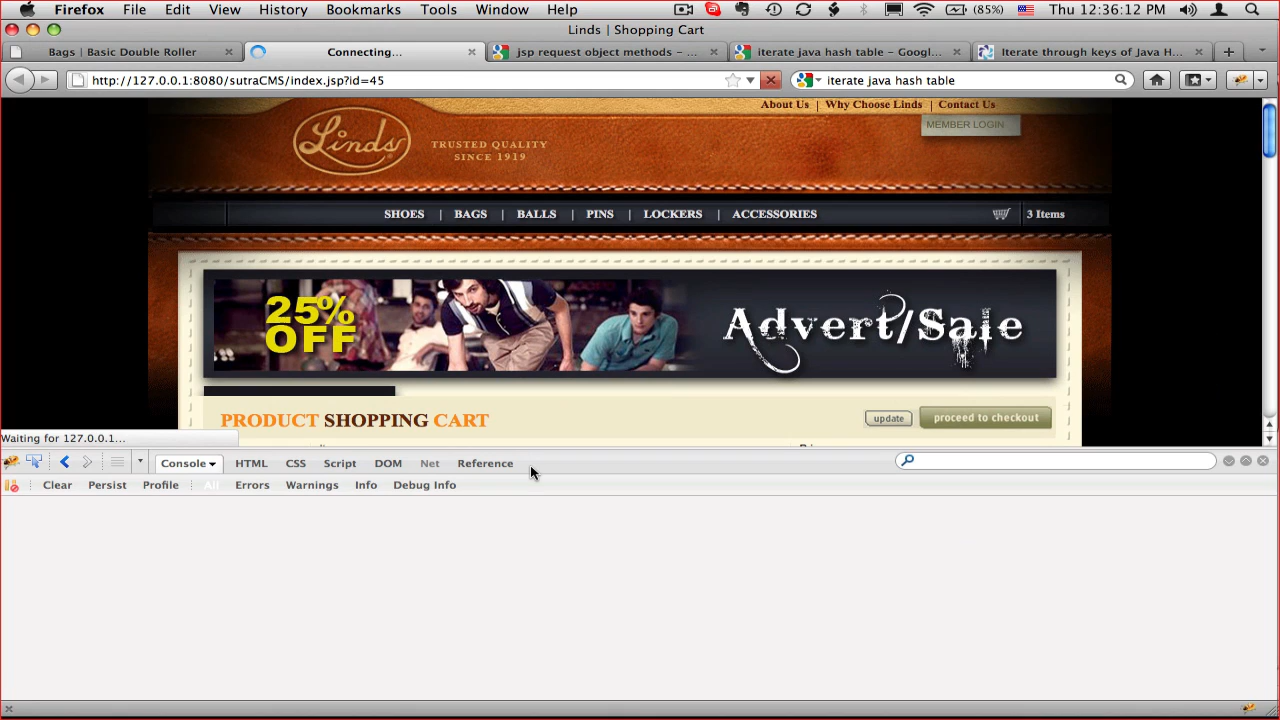 Firefox File Edit View History Bookmarks Tools Window Help (85%) Thu 12:36:12 PM
Linds | Shopping Cart
Bags | Basic Double Roller Connecting... jsp request object methods – ... iterate java hash table – Googl... Iterate through keys of Java H...
http://127.0.0.1:8080/sutraCMS/index.jsp?id=45 iterate java hash table
About Us | Why Choose Linds | Contact Us
MEMBER LOGIN
Linds
TRUSTED QUALITY
SINCE 1919
SHOES | BAGS | BALLS | PINS | LOCKERS | ACCESSORIES 3 Items
25%
OFF
Advert/Sale
PRODUCT SHOPPING CART update proceed to checkout
Waiting for 127.0.0.1...
Console HTML CSS Script DOM Net Reference
Clear Persist Profile All Errors Warnings Info Debug Info